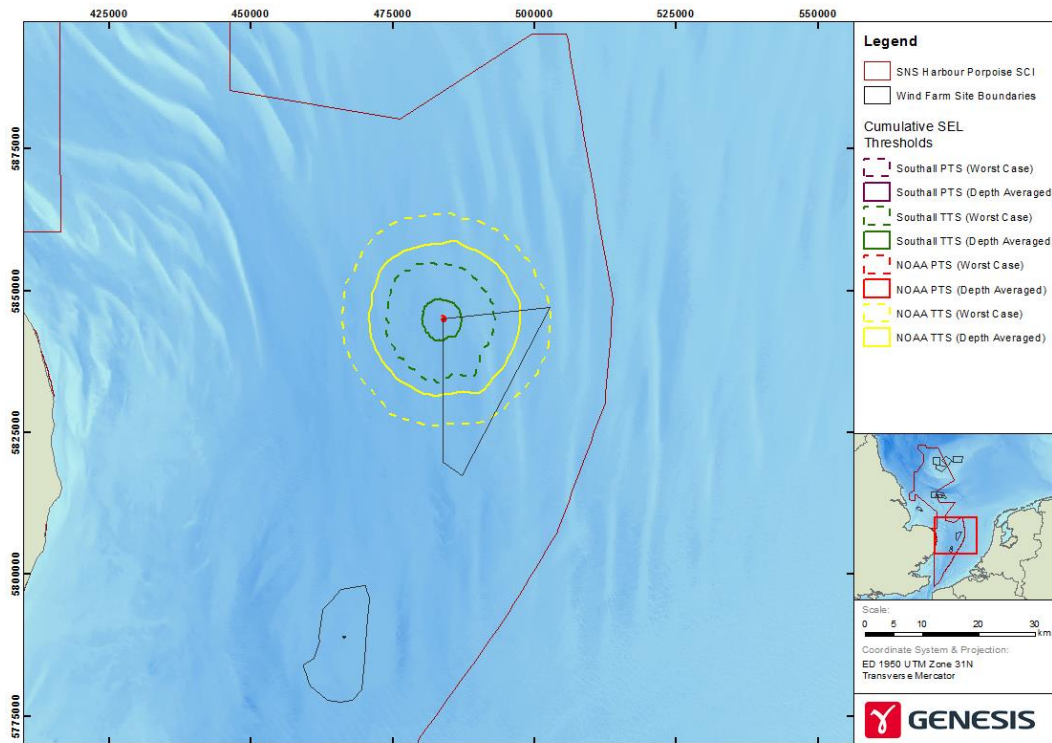 425000 450000 475000 500000 525000 550000
5875000
5850000
5825000
5800000
5775000
Legend
SNS Harbour Porpoise SCI
Wind Farm Site Boundaries
Cumulative SEL
Thresholds
Southall PTS (Worst Case)
Southall PTS (Depth Averaged
Southall TTS (Worst Case)
Southall TTS (Depth Averaged
NOAA PTS (Worst Case)
NOAA PTS (Depth Averaged)
NOAA TTS (Worst Case)
NOAA TTS (Depth Averaged)
Scale:
0 5 10 20 30
km
Coordinate System & Projection:
ED 1950 UTM Zone 31N
Transverse Mercator
GENESIS